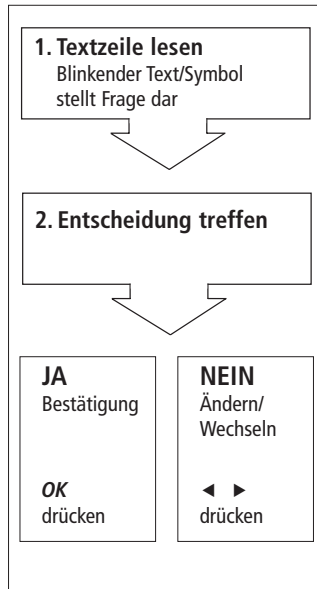 1. Textzeile lesen
Blinkender Text/Symbol
stellt Frage dar
2. Entscheidung treffen
JA
Bestätigung
OK
drücken
NEIN
Ändern/
Wechseln
◄ ►
drücken